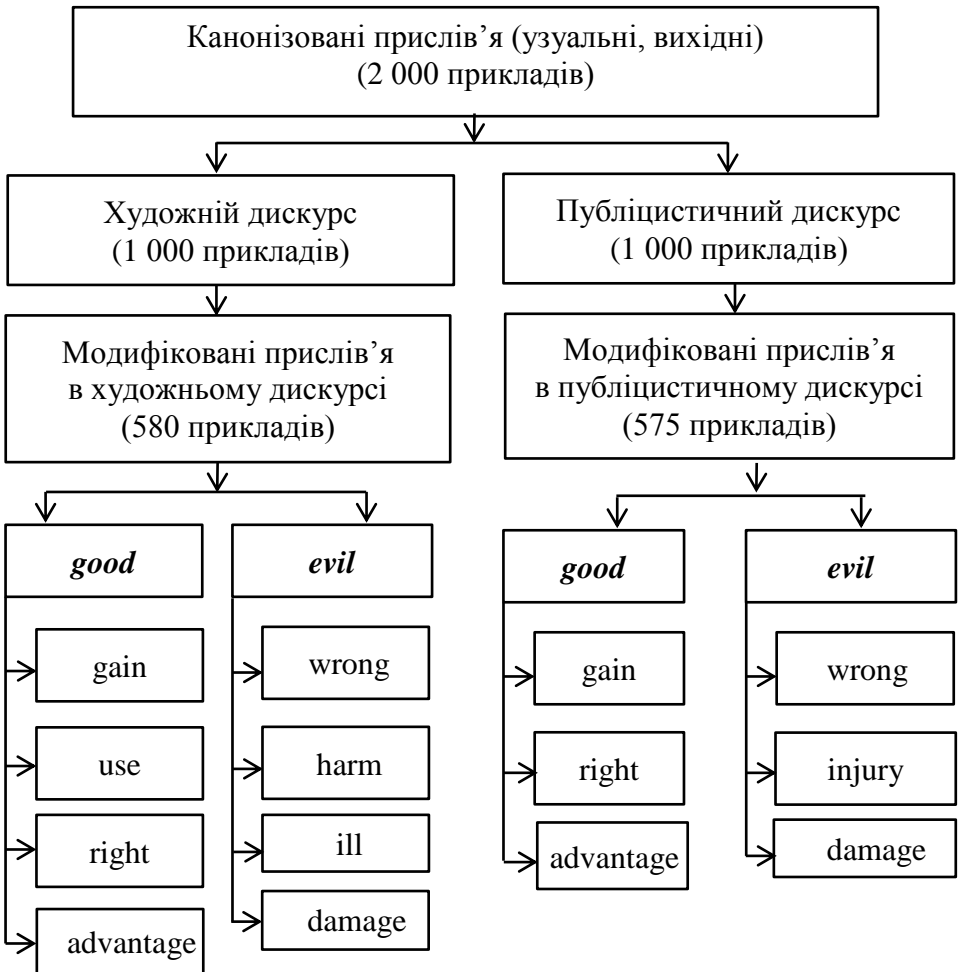 Канонізовані прислів’я (узуальні, вихідні)
(2 000 прикладів)
Художній дискурс
(1 000 прикладів)
Публіцистичний дискурс
(1 000 прикладів)
Модифіковані прислів’я
в художньому дискурсі
(580 прикладів)
Модифіковані прислів’я
в публіцистичному дискурсі
(575 прикладів)
good
gain
use
right
advantage
evil
wrong
harm
ill
damage
good
gain
right
advantage
evil
wrong
injury
damage